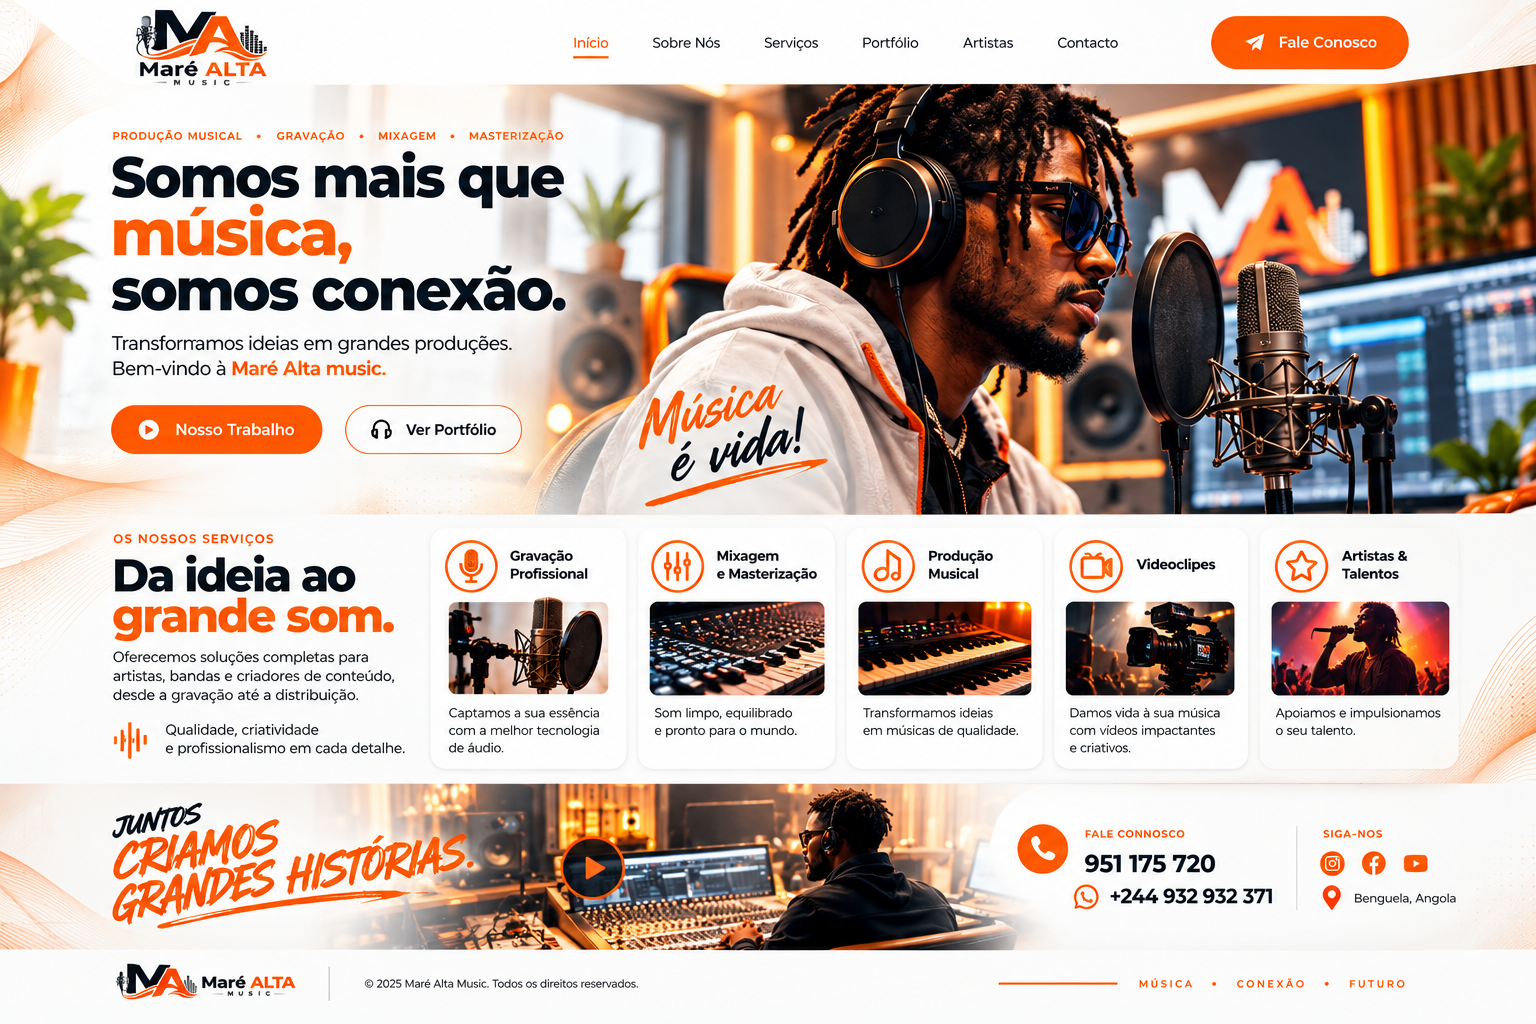 MA
Maré ALTA
MUSIC
Início
Sobre Nós
Serviços
Portfólio
Artistas
Contacto
Fale Conosco
PRODUÇÃO MUSICAL • GRAVAÇÃO • MIXAGEM • MASTERIZAÇÃO
Somos mais que
música,
somos conexão.
Transformamos ideias em grandes produções.
Bem-vindo à Maré Alta music.
Nosso Trabalho
Ver Portfólio
Música
é vida!
MA
OS NOSSOS SERVIÇOS
Da ideia ao
grande som.
Oferecemos soluções completas para
artistas, bandas e criadores de conteúdo,
desde a gravação até a distribuição.
Qualidade, criatividade
e profissionalismo em cada detalhe.
Gravação
Profissional
Captamos a sua essência
com a melhor tecnologia
de áudio.
Mixagem
e Masterização
Som limpo, equilibrado
e pronto para o mundo.
Produção
Musical
Transformamos ideias
em músicas de qualidade.
Videoclipes
Damos vida à sua música
com vídeos impactantes
e criativos.
Artistas &
Talentos
Apoiamos e impulsionamos
o seu talento.
JUNTOS
CRIAMOS
GRANDES HISTÓRIAS.
FALE CONNOSCO
951 175 720
+244 932 932 371
SIGA-NOS
Benguela, Angola
MA
Maré ALTA
MUSIC
© 2025 Maré Alta Music. Todos os direitos reservados.
MÚSICA • CONEXÃO • FUTURO